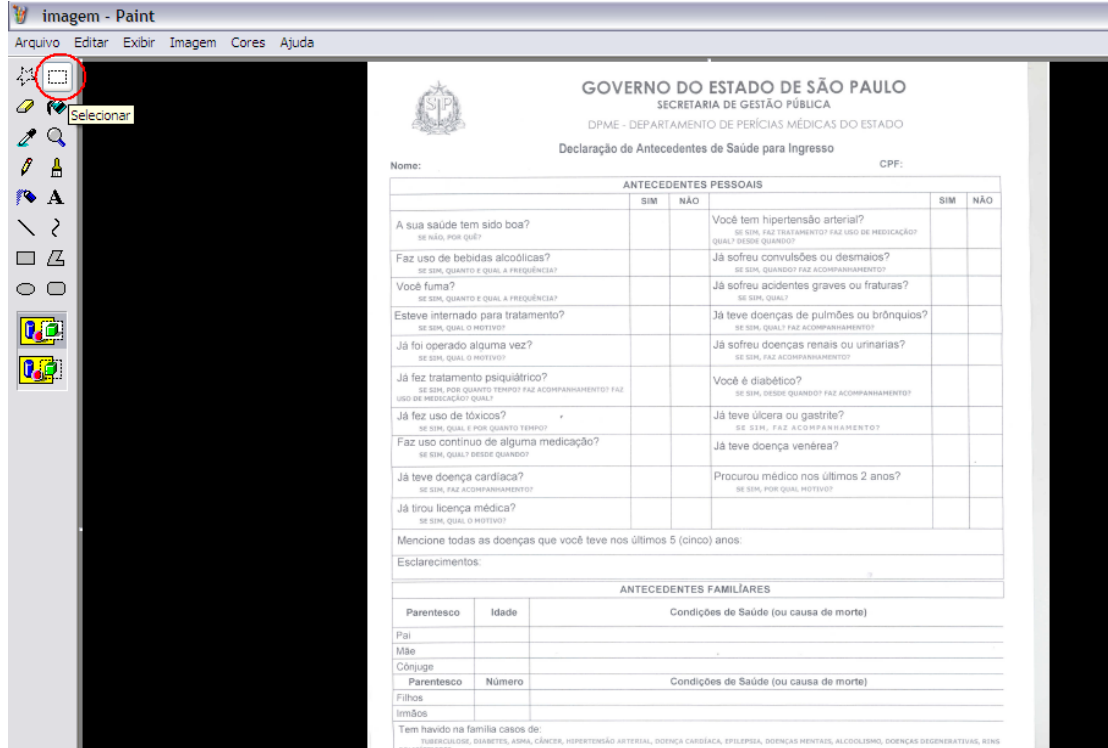 imagem - Paint
Arquivo Editar Exibir Imagem Cores Ajuda
Selecionar
GOVERNO DO ESTADO DE SÃO PAULO
SECRETARIA DE GESTÃO PÚBLICA
DPME - DEPARTAMENTO DE PERÍCIAS MÉDICAS DO ESTADO
Declaração de Antecedentes de Saúde para Ingresso
Nome: CPF:
ANTECEDENTES PESSOAIS
SIM NÃO SIM NÃO
A sua saúde tem sido boa?
SE NÃO, POR QUÊ?
Você tem hipertensão arterial?
SE SIM, FAZ TRATAMENTO? FAZ USO DE MEDICAÇÃO?
QUAL? DESDE QUANDO?
Faz uso de bebidas alcoólicas?
SE SIM, QUANTO E QUAL A FREQUÊNCIA?
Já sofreu convulsões ou desmaios?
SE SIM, QUANDO? FAZ ACOMPANHAMENTO?
Você fuma?
SE SIM, QUANTO E QUAL A FREQUÊNCIA?
Já sofreu acidentes graves ou fraturas?
SE SIM, QUAL?
Esteve internado para tratamento?
SE SIM, QUAL O MOTIVO?
Já teve doenças de pulmões ou brônquios?
SE SIM, QUAL? FAZ ACOMPANHAMENTO?
Já foi operado alguma vez?
SE SIM, QUAL O MOTIVO?
Já sofreu doenças renais ou urinarias?
SE SIM, FAZ ACOMPANHAMENTO?
Já fez tratamento psiquiátrico?
SE SIM, POR QUANTO TEMPO? FAZ ACOMPANHAMENTO? FAZ
USO DE MEDICAÇÃO? QUAL?
Você é diabético?
SE SIM, DESDE QUANDO? FAZ ACOMPANHAMENTO?
Já fez uso de tóxicos?
SE SIM, QUAL E POR QUANTO TEMPO?
Já teve úlcera ou gastrite?
SE SIM, FAZ ACOMPANHAMENTO?
Faz uso contínuo de alguma medicação?
SE SIM, QUAL? DESDE QUANDO?
Já teve doença venérea?
Já teve doença cardíaca?
SE SIM, FAZ ACOMPANHAMENTO?
Procurou médico nos últimos 2 anos?
SE SIM, POR QUAL MOTIVO?
Já tirou licença médica?
SE SIM, QUAL O MOTIVO?
Mencione todas as doenças que você teve nos últimos 5 (cinco) anos:
Esclarecimentos:
ANTECEDENTES FAMILÍARES
Parentesco Idade Condições de Saúde (ou causa de morte)
Pai
Mãe
Cônjuge
Parentesco Número Condições de Saúde (ou causa de morte)
Filhos
Irmãos
Tem havido na família casos de:
TUBERCULOSE, DIABETES, ASMA, CÂNCER, HIPERTENSÃO ARTERIAL, DOENÇA CARDÍACA, EPILEPSIA, DOENÇAS MENTAIS, ALCOOLISMO, DOENÇAS DEGENERATIVAS, RINS